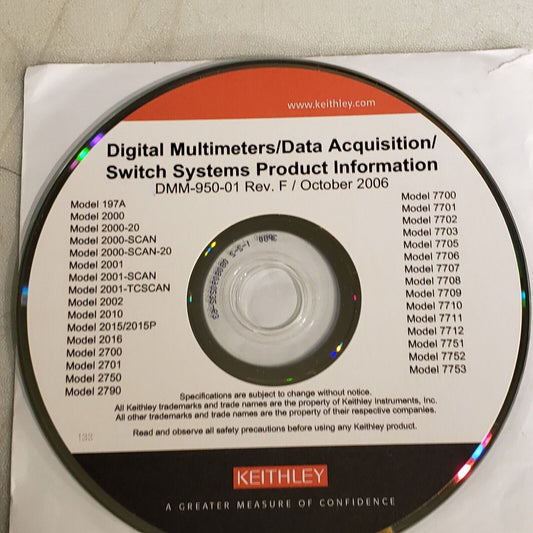 www.keithley.com
Digital Multimeters/Data Acquisition/
Switch Systems Product Information
DMM-950-01 Rev. F / October 2006
Model 197A
Model 2000
Model 2000-20
Model 2000-SCAN
Model 2000-SCAN-20
Model 2001
Model 2001-SCAN
Model 2001-TCSCAN
Model 2002
Model 2010
Model 2015/2015P
Model 2016
Model 2700
Model 2701
Model 2750
Model 2790
Model 7700
Model 7701
Model 7702
Model 7703
Model 7705
Model 7706
Model 7707
Model 7708
Model 7709
Model 7710
Model 7711
Model 7712
Model 7751
Model 7752
Model 7753
Specifications are subject to change without notice.
All Keithley trademarks and trade names are the property of Keithley Instruments, Inc.
All other trademarks and trade names are the property of their respective companies.
Read and observe all safety precautions before using any Keithley product.
133
KEITHLEY
A GREATER MEASURE OF CONFIDENCE